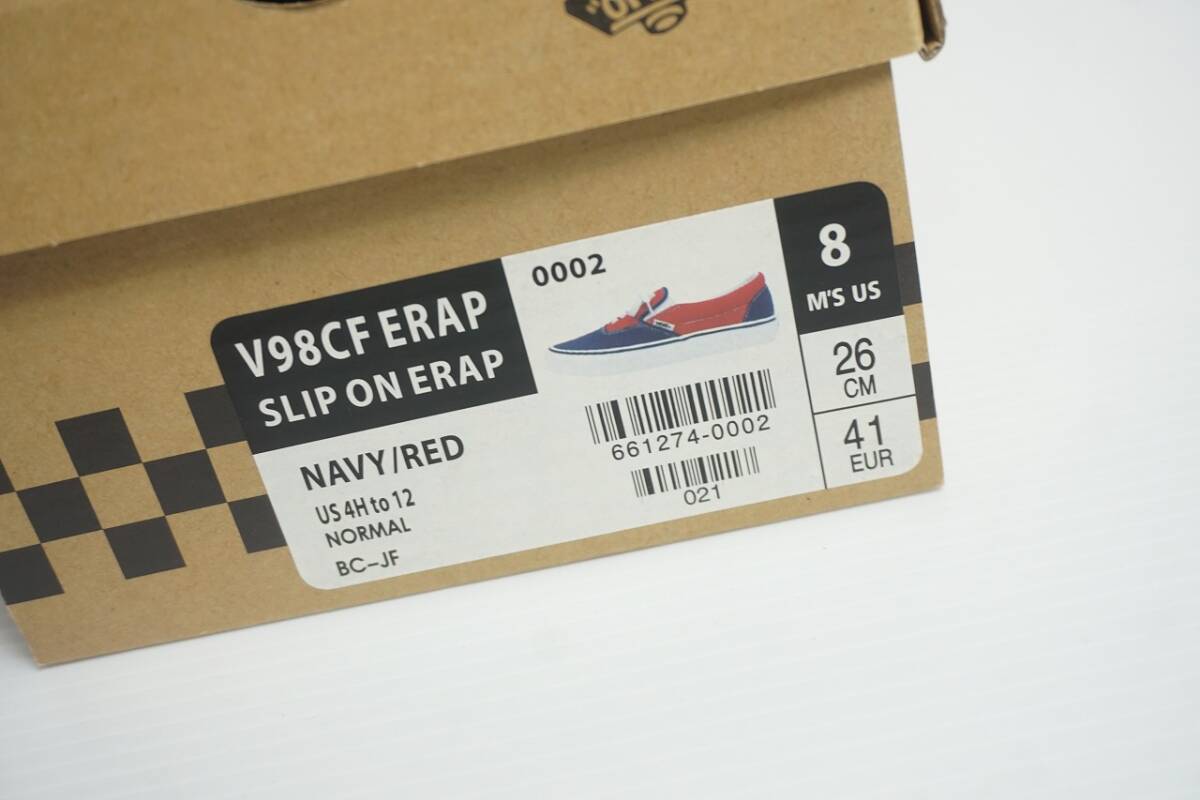 V98CF ERAP
SLIP ON ERAP
NAVY/RED
US 4H to 12
NORMAL
BC-JF
0002
661274-0002
021
8
M'S US
26
CM
41
EUR